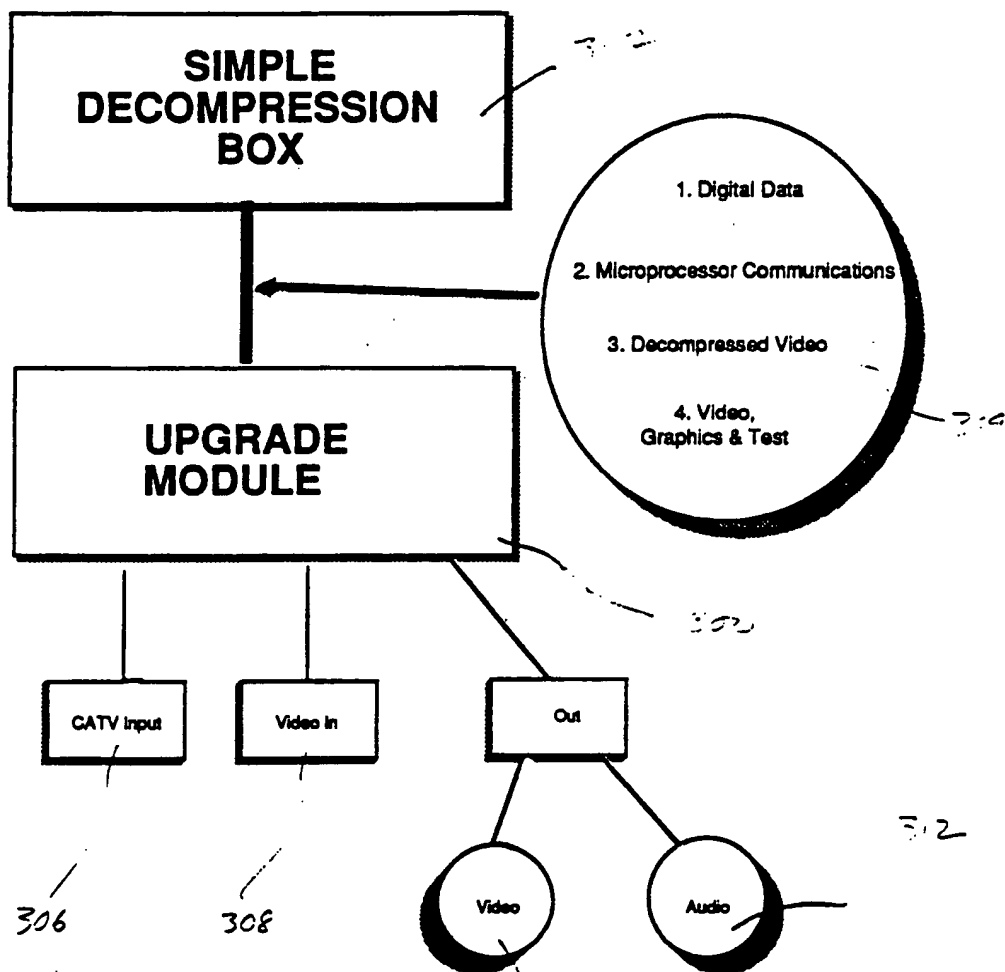 SIMPLE
DECOMPRESSION
BOX
1. Digital Data
2. Microprocessor Communications
3. Decompressed Video
4. Video,
Graphics & Test
UPGRADE
MODULE
CATV Input
Video In
Out
312
306
308
Video
Audio